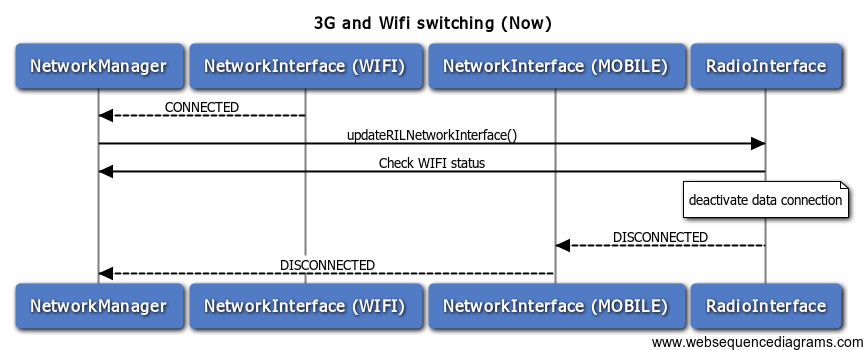 3G and Wifi switching (Now)
NetworkManager
NetworkInterface (WIFI)
NetworkInterface (MOBILE)
RadioInterface
CONNECTED
updateRILNetworkInterface()
Check WIFI status
deactivate data connection
DISCONNECTED
DISCONNECTED
NetworkManager
NetworkInterface (WIFI)
NetworkInterface (MOBILE)
RadioInterface
www.websequencediagrams.com